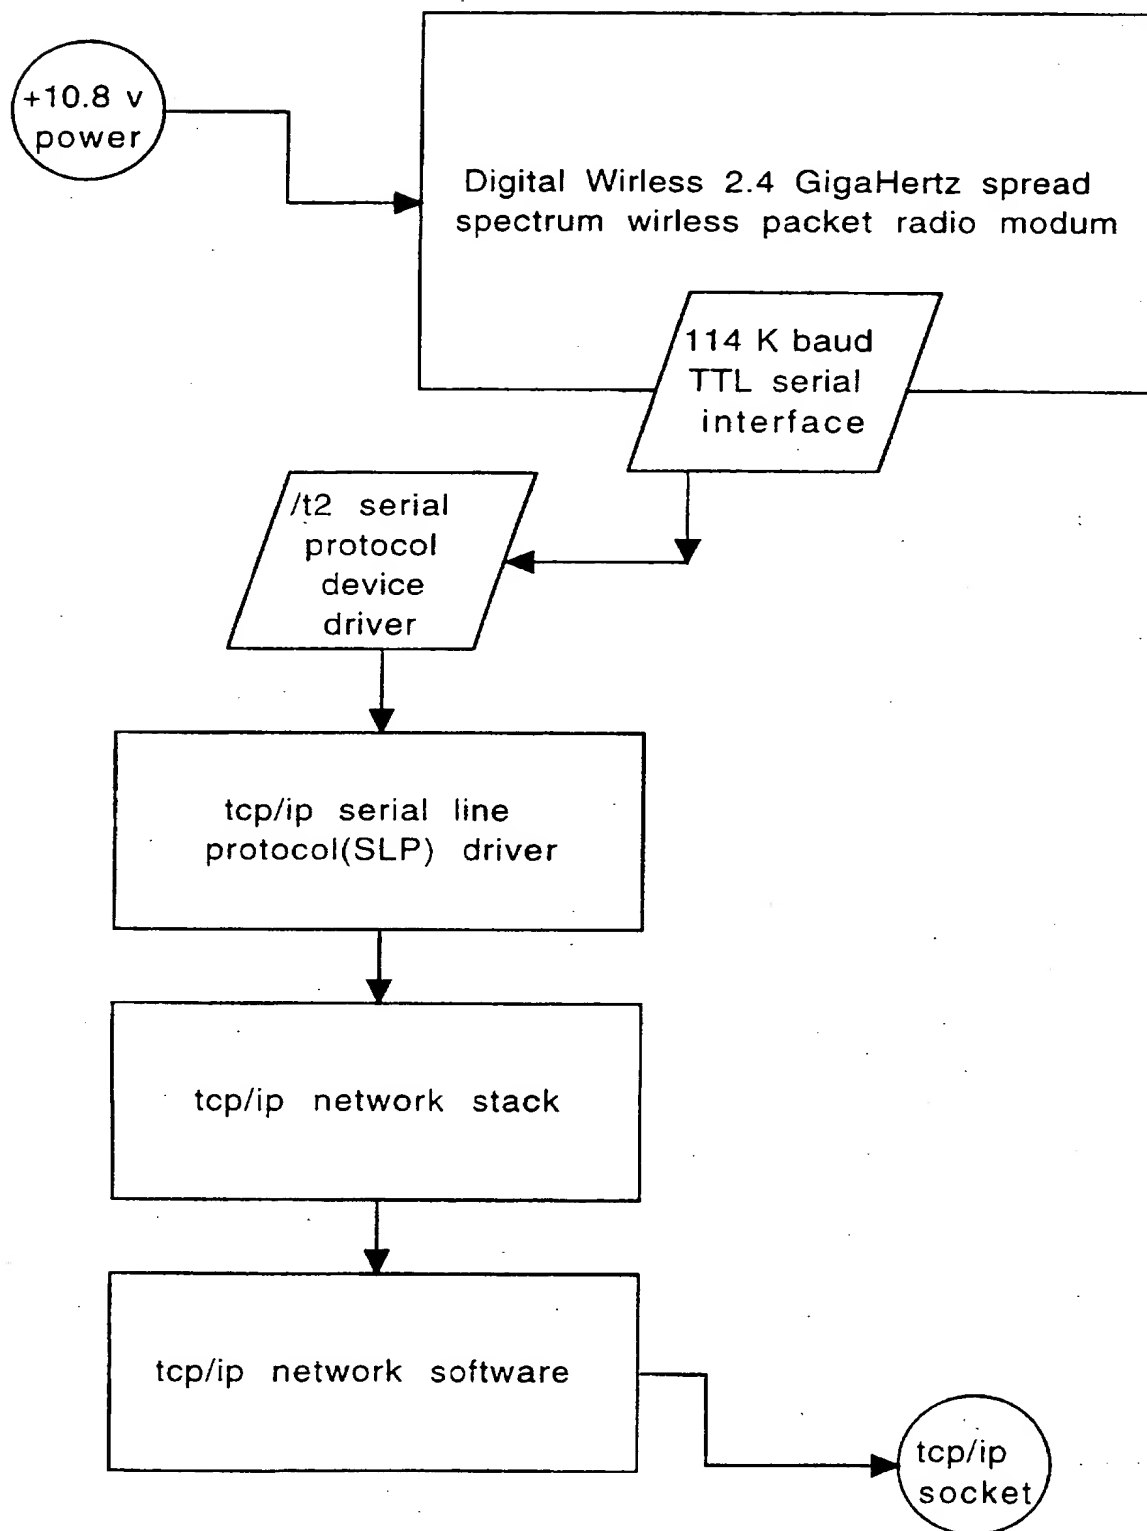 +10.8 v
power
Digital Wirless 2.4 GigaHertz spread
spectrum wirless packet radio modum
114 K baud
TTL serial
interface
/t2 serial
protocol
device
driver
tcp/ip serial line
protocol(SLP) driver
tcp/ip network stack
tcp/ip network software
tcp/ip
socket